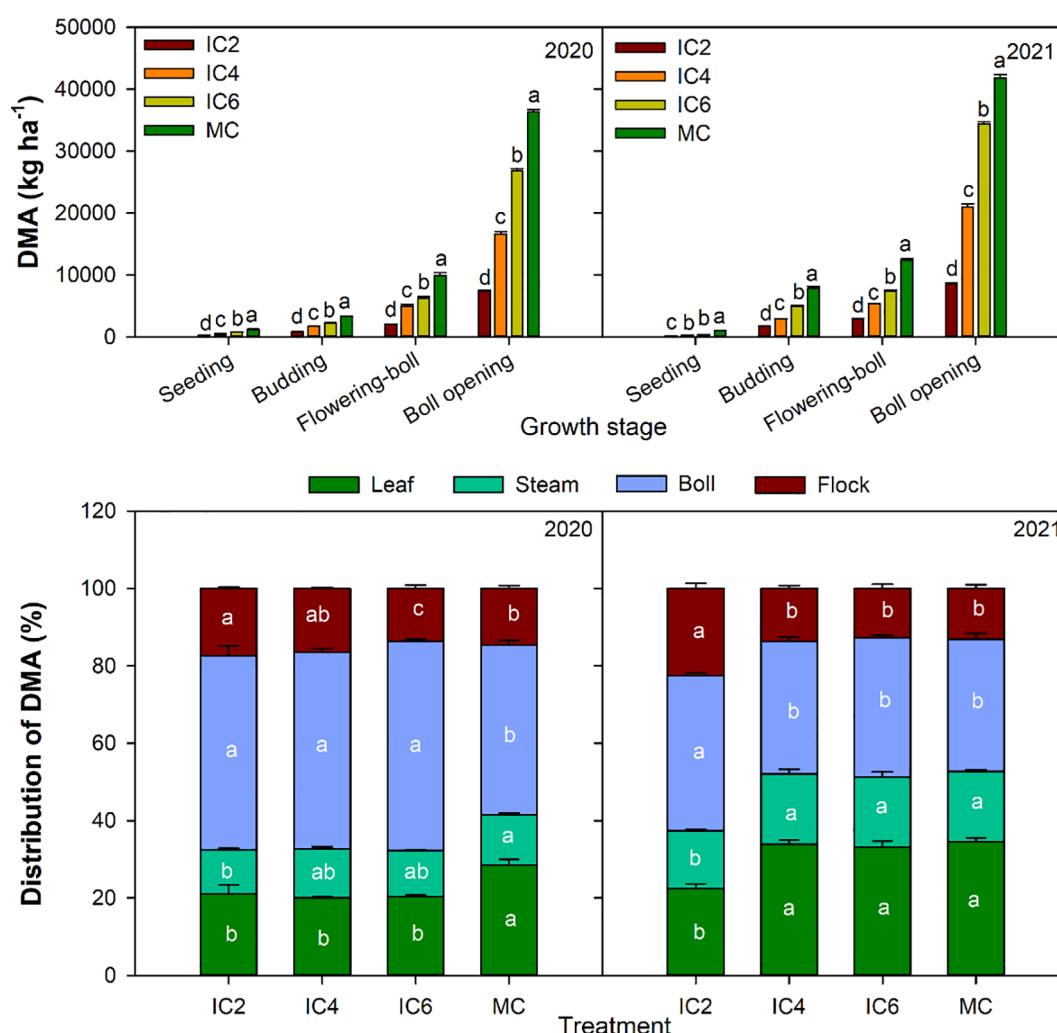 50000
40000
30000
20000
10000
0
DMA (kg ha⁻¹)
IC2
IC4
IC6
MC
2020
d c b a
d c b a
d c b a
d c b a
IC2
IC4
IC6
MC
2021
c b b a
d c b a
d c b a
d c b a
Seeding
Budding
Flowering-boll
Boll opening
Seeding
Budding
Flowering-boll
Boll opening
Growth stage
Leaf Steam Boll Flock
120
100
80
60
40
20
0
Distribution of DMA (%)
2020
a ab c b
a a a b
b ab ab a
b b b a
2021
a b b b
a b b b
b a a a
b a a a
IC2 IC4 IC6 MC IC2 IC4 IC6 MC
Treatment